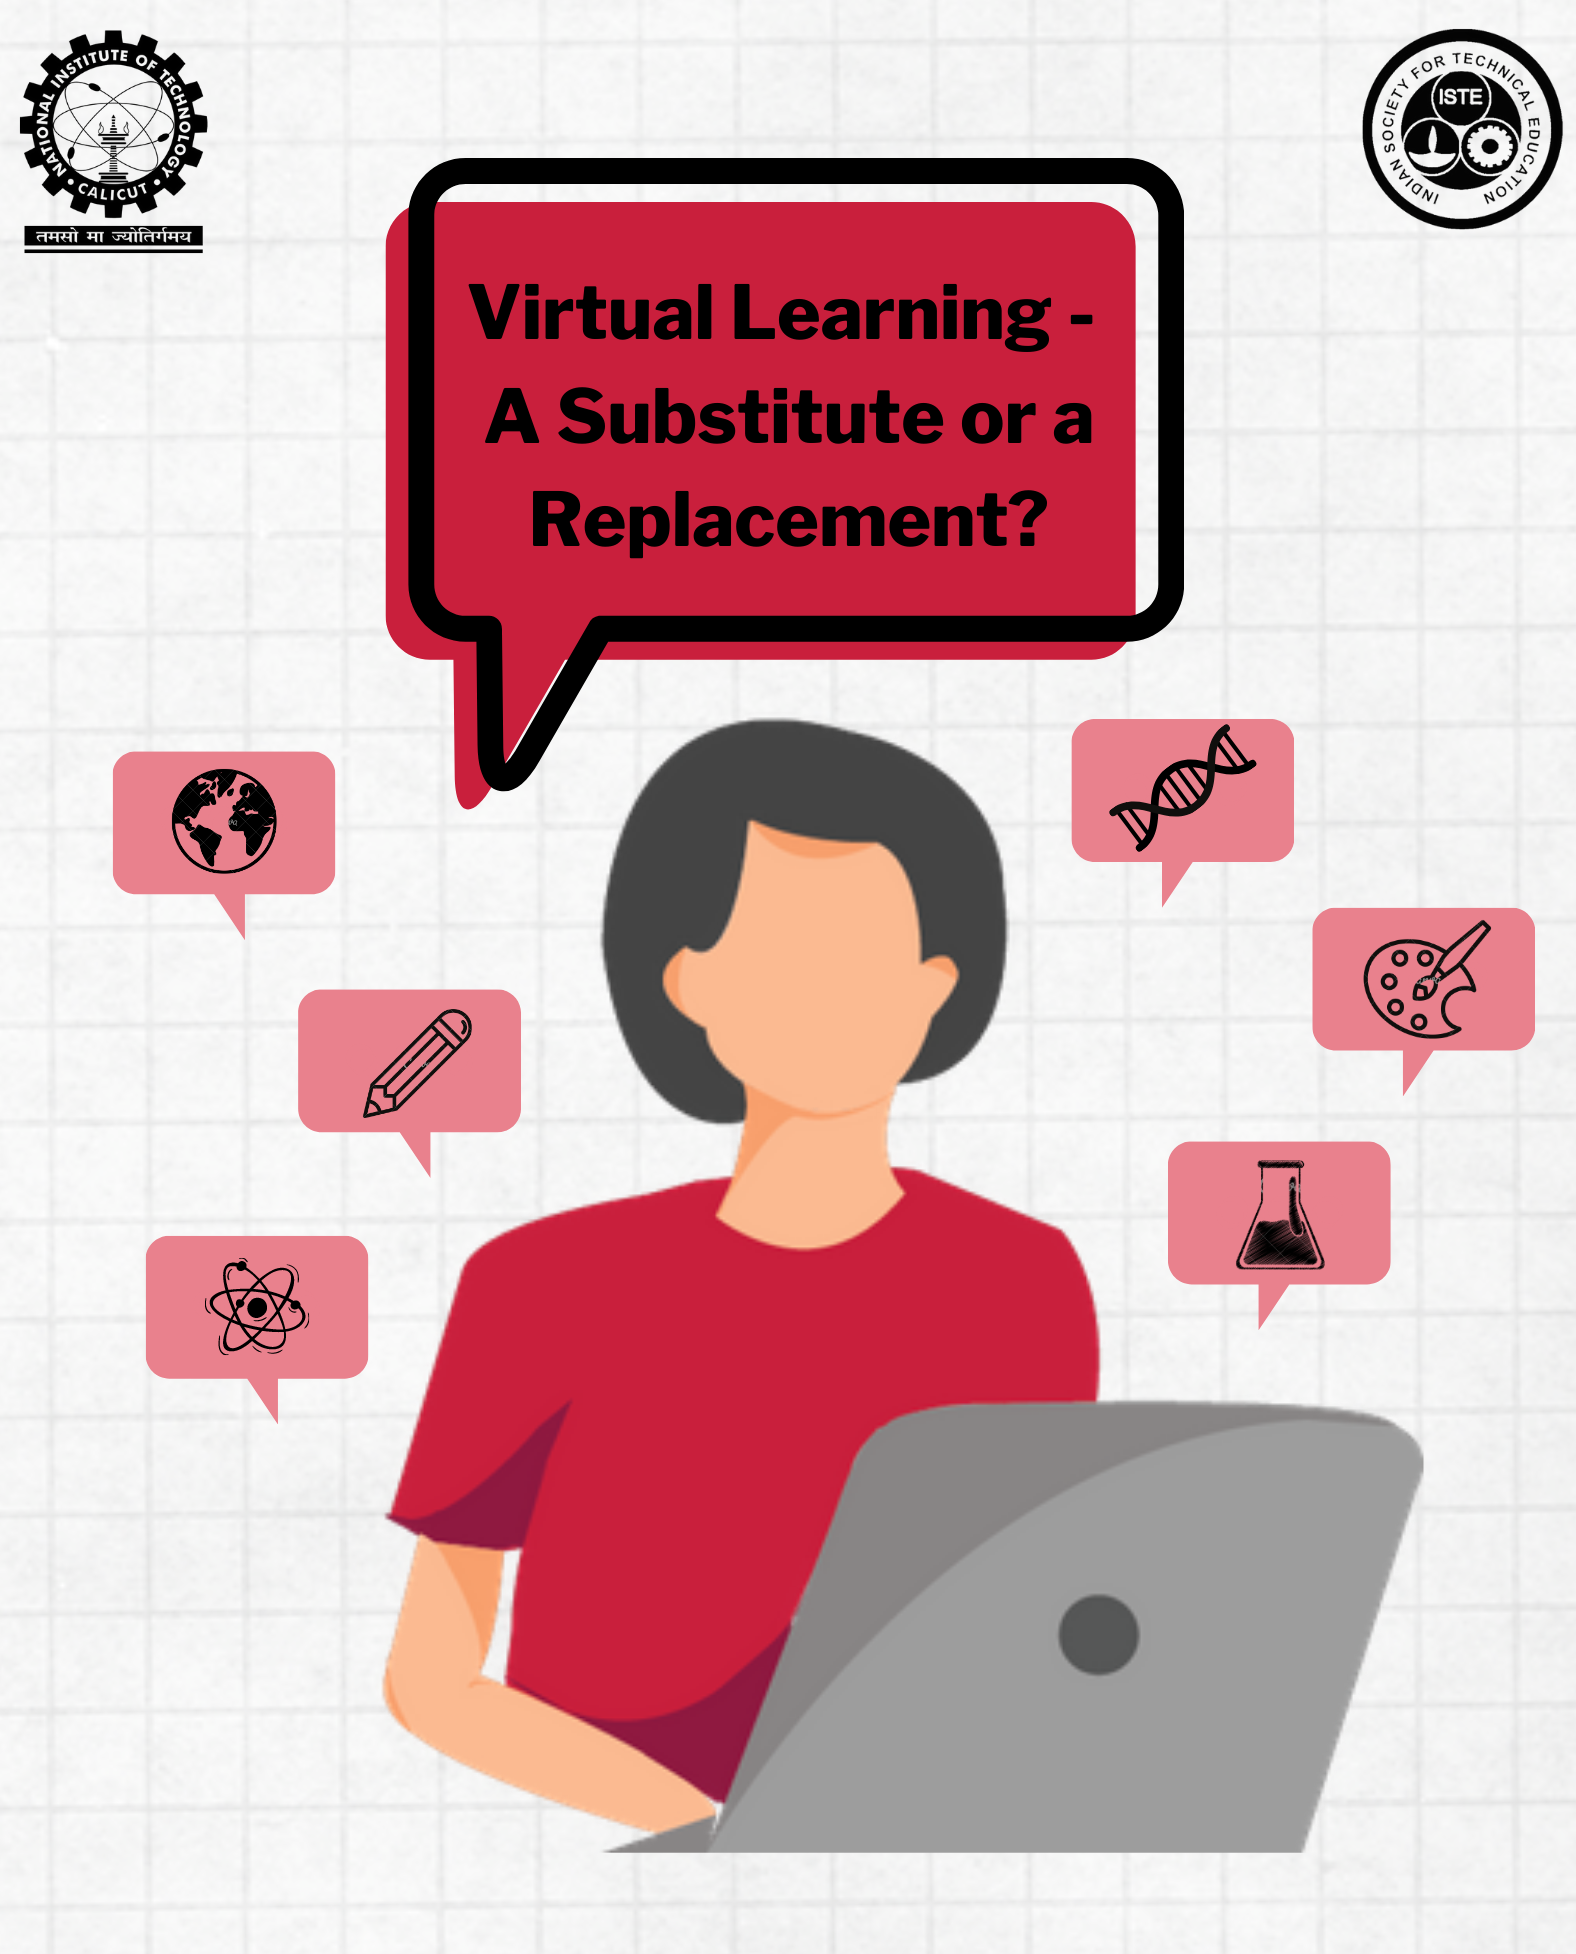 NATIONAL INSTITUTE OF TECHNOLOGY
• CALICUT •
तमसो मा ज्योतिर्गमय
INDIAN SOCIETY FOR TECHNICAL EDUCATION
ISTE
Virtual Learning -
A Substitute or a
Replacement?